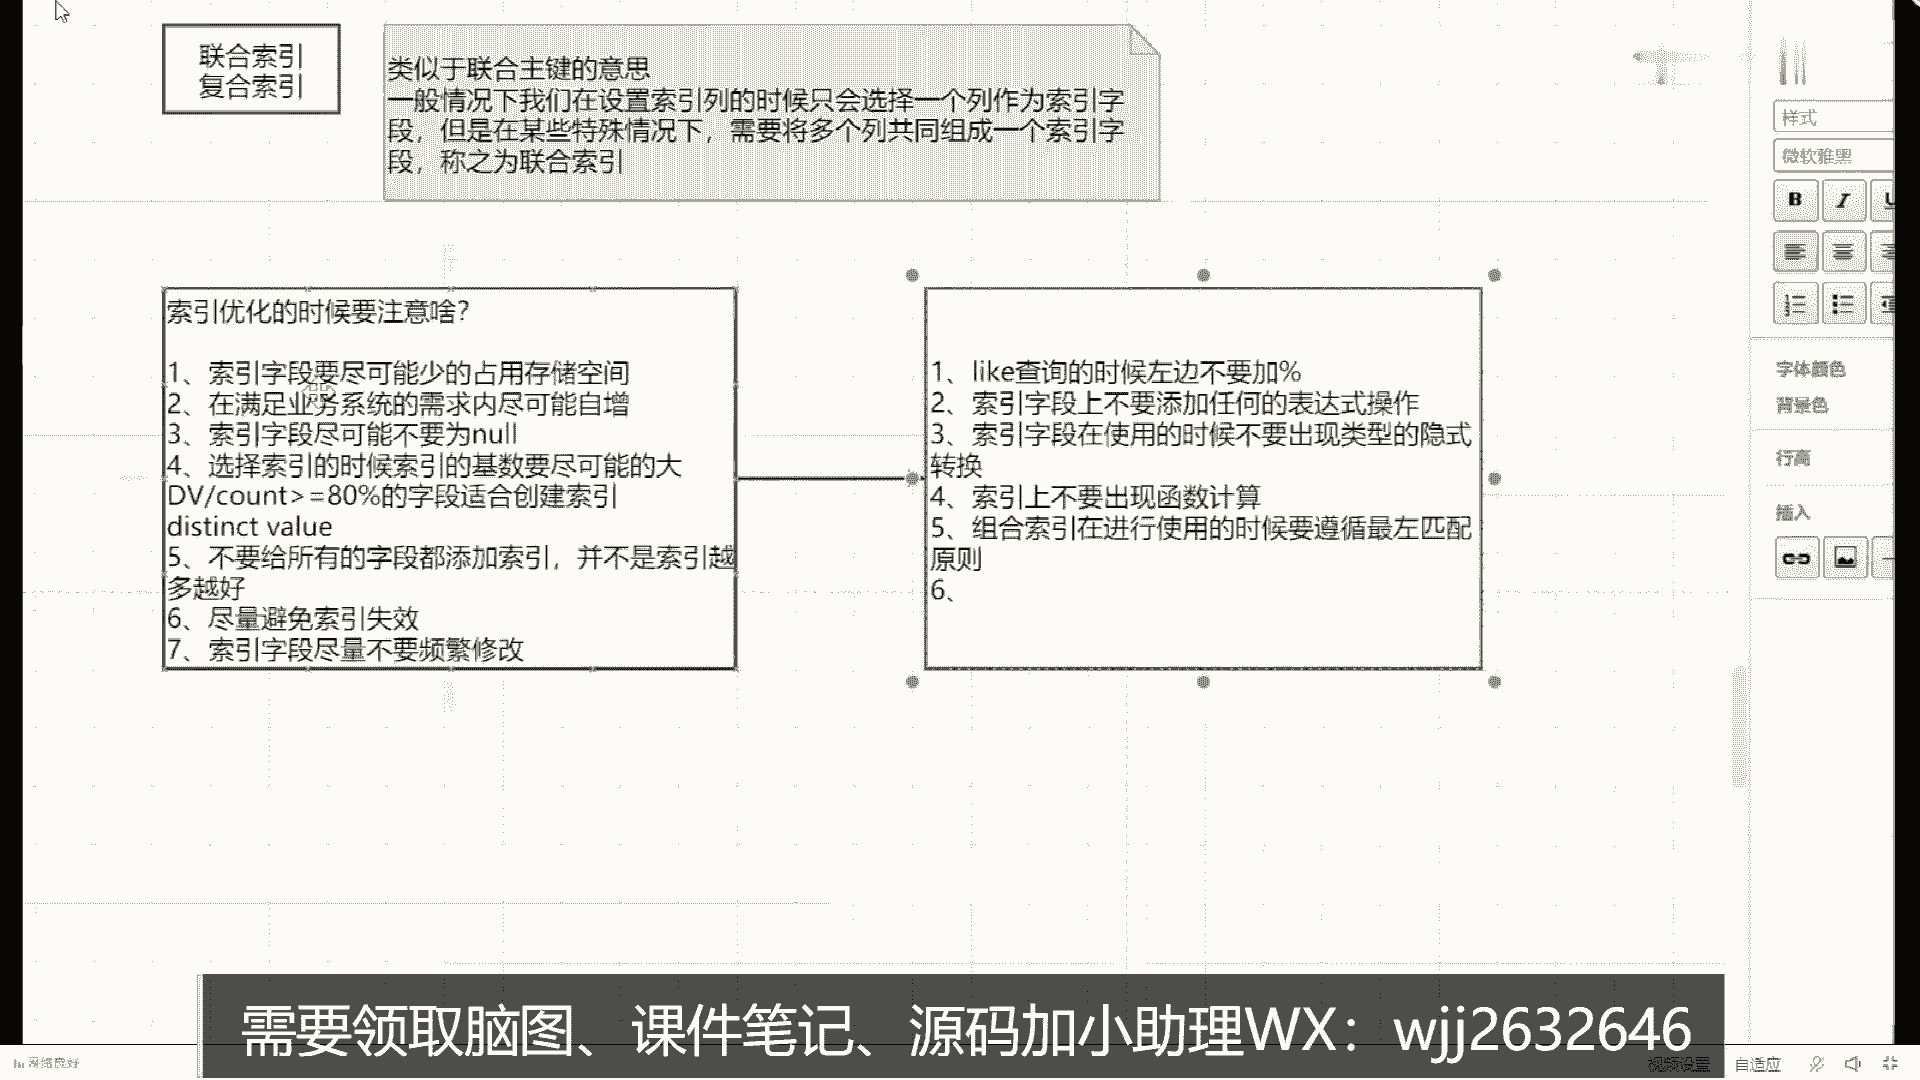 联合索引
复合索引
类似于联合主键的意思
一般情况下我们在设置索引列的时候只会选择一个列作为索引字
段，但是在某些特殊情况下，需要将多个列共同组成一个索引字
段，称之为联合索引
索引优化的时候要注意啥？
1、索引字段要尽可能少的占用存储空间
2、在满足业务系统的需求内尽可能自增
3、索引字段尽可能不要为null
4、选择索引的时候索引的基数要尽可能的大
DV/count>=80%的字段适合创建索引
distinct value
5、不要给所有的字段都添加索引，并不是索引越
多越好
6、尽量避免索引失效
7、索引字段尽量不要频繁修改
1、like查询的时候左边不要加%
2、索引字段上不要添加任何的表达式操作
3、索引字段在使用的时候不要出现类型的隐式
转换
4、索引上不要出现函数计算
5、组合索引在进行使用的时候要遵循最左匹配
原则
6、
样式
微软雅黑
B I U
字体颜色
背景色
行高
插入
需要领取脑图、课件笔记、源码加小助理WX：wjj2632646
网络良好
视频设置
自适应